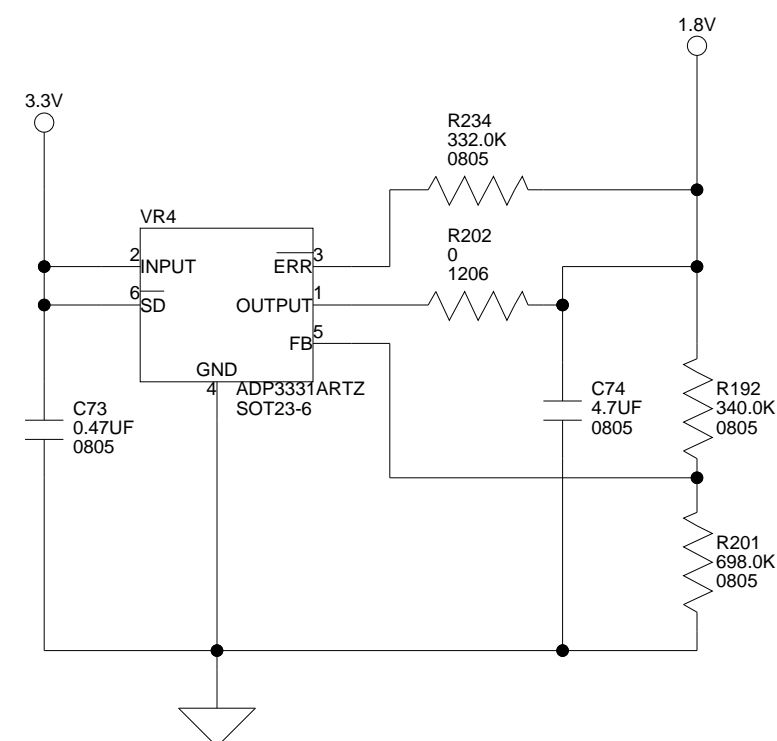 1.8V
3.3V
R234
332.0K
0805
VR4
R202
0
1206
2
INPUT
3
ERR
6
SD
1
OUTPUT
5
FB
GND
4
ADP3331ARTZ
SOT23-6
C73
0.47UF
0805
C74
4.7UF
0805
R192
340.0K
0805
R201
698.0K
0805